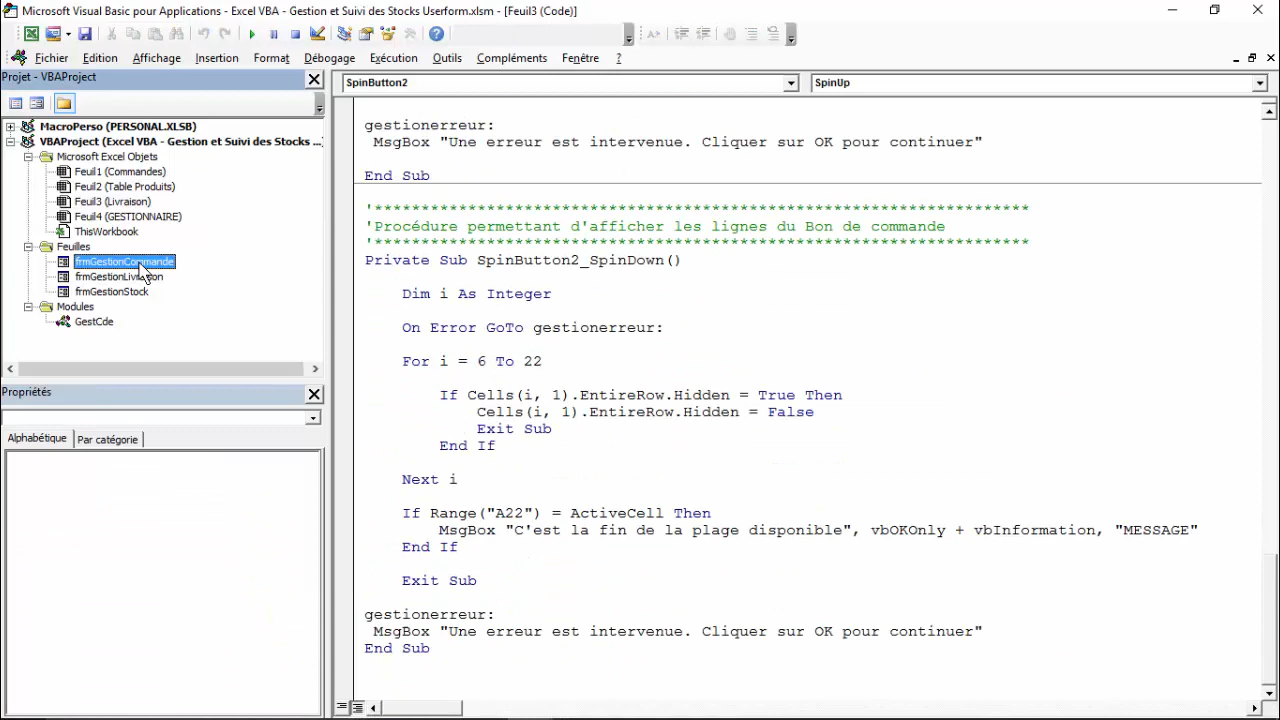 Microsoft Visual Basic pour Applications - Excel VBA - Gestion et Suivi des Stocks Userform.xlsm - [Feuil3 (Code)]
Fichier Edition Affichage Insertion Format Débogage Exécution Outils Compléments Fenêtre ?
Projet - VBAProject
MacroPerso (PERSONAL.XLSB)
VBAProject (Excel VBA - Gestion et Suivi des Stocks ...
Microsoft Excel Objets
Feuil1 (Commandes)
Feuil2 (Table Produits)
Feuil3 (Livraison)
Feuil4 (GESTIONNAIRE)
ThisWorkbook
Feuilles
frmGestionCommande
frmGestionLivraison
frmGestionStock
Modules
GestCde
Propriétés
Alphabétique Par catégorie
SpinButton2 SpinUp
gestionerreur:
MsgBox "Une erreur est intervenue. Cliquer sur OK pour continuer"
End Sub
'***********************************************************************
'Procédure permettant d'afficher les lignes du Bon de commande
'***********************************************************************
Private Sub SpinButton2_SpinDown()
Dim i As Integer
On Error GoTo gestionerreur:
For i = 6 To 22
If Cells(i, 1).EntireRow.Hidden = True Then
Cells(i, 1).EntireRow.Hidden = False
Exit Sub
End If
Next i
If Range("A22") = ActiveCell Then
MsgBox "C'est la fin de la plage disponible", vbOKOnly + vbInformation, "MESSAGE"
End If
Exit Sub
gestionerreur:
MsgBox "Une erreur est intervenue. Cliquer sur OK pour continuer"
End Sub